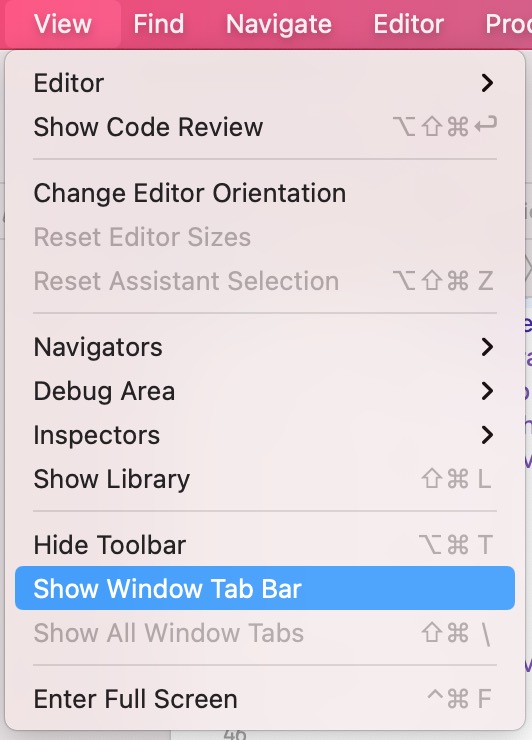 View Find Navigate Editor
Editor
Show Code Review ⌥⇧⌘↩
Change Editor Orientation
Reset Editor Sizes
Reset Assistant Selection ⌥⇧⌘ Z
Navigators
Debug Area
Inspectors
Show Library ⇧⌘ L
Hide Toolbar ⌥⌘ T
Show Window Tab Bar
Show All Window Tabs ⇧⌘ \
Enter Full Screen ^⌘ F
46